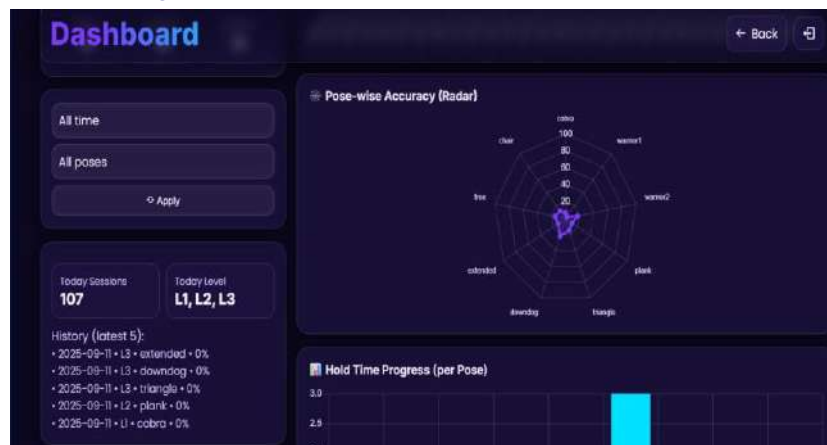 Dashboard
← Back
All time
All poses
Apply
Today Sessions
107
Today Level
L1, L2, L3
History (latest 5):
• 2025-09-11 • L3 • extended • 0%
• 2025-09-11 • L3 • downdog • 0%
• 2025-09-11 • L3 • triangle • 0%
• 2025-09-11 • L2 • plank • 0%
• 2025-09-11 • L1 • cobra • 0%
Pose-wise Accuracy (Radar)
cobra
100
80
60
40
20
chair
warrior1
tree
warrior2
extended
plank
downdog
triangle
Hold Time Progress (per Pose)
3.0
2.5